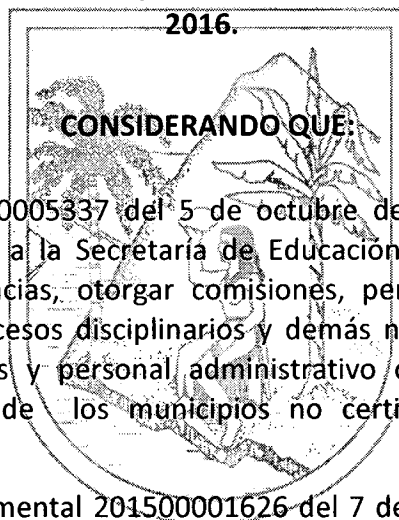 2016.
CONSIDERANDO QUE:
0005337 del 5 de octubre de
a la Secretaría de Educación
cias, otorgar comisiones, per
cesos disciplinarios y demás n
s y personal administrativo
de los municipios no certi
mental 201500001626 del 7 de